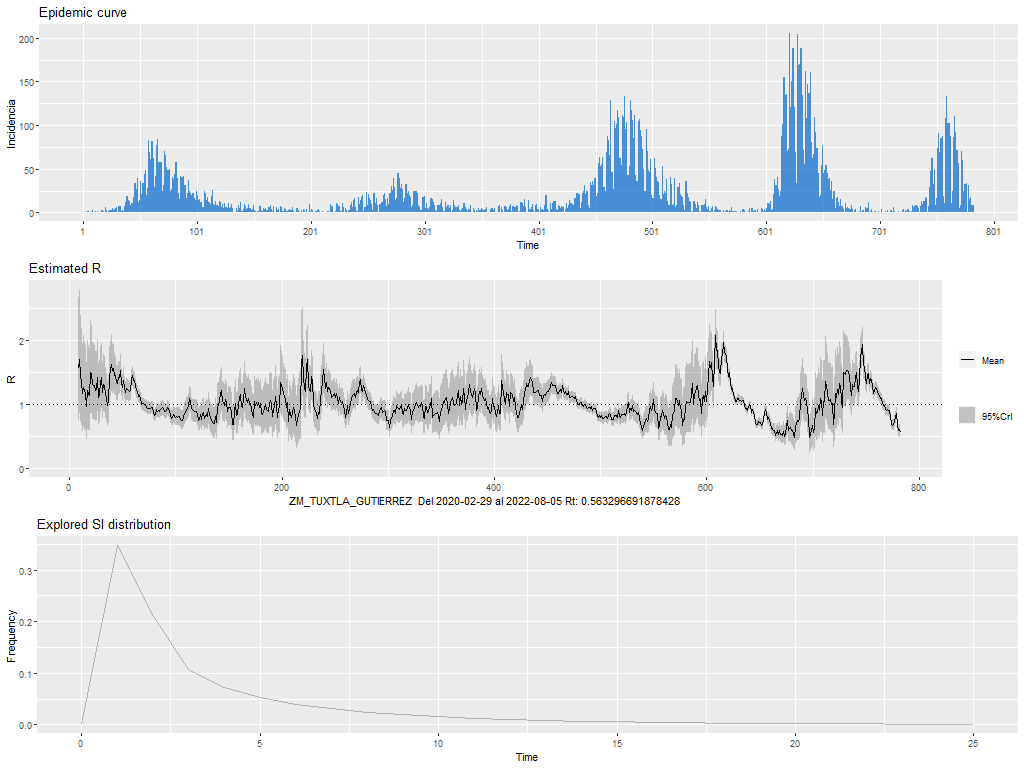 Epidemic curve
Incidencia
200
150
100
50
0
1 101 201 301 401 501 601 701 801
Time
Estimated R
R
2
1
0
0 200 400 600 800
ZM_TUXTLA_GUTIERREZ Del 2020-02-29 al 2022-08-05 Rt: 0.563296691878428
Mean
95%CrI
Explored SI distribution
Frequency
0.3
0.2
0.1
0.0
0 5 10 15 20 25
Time